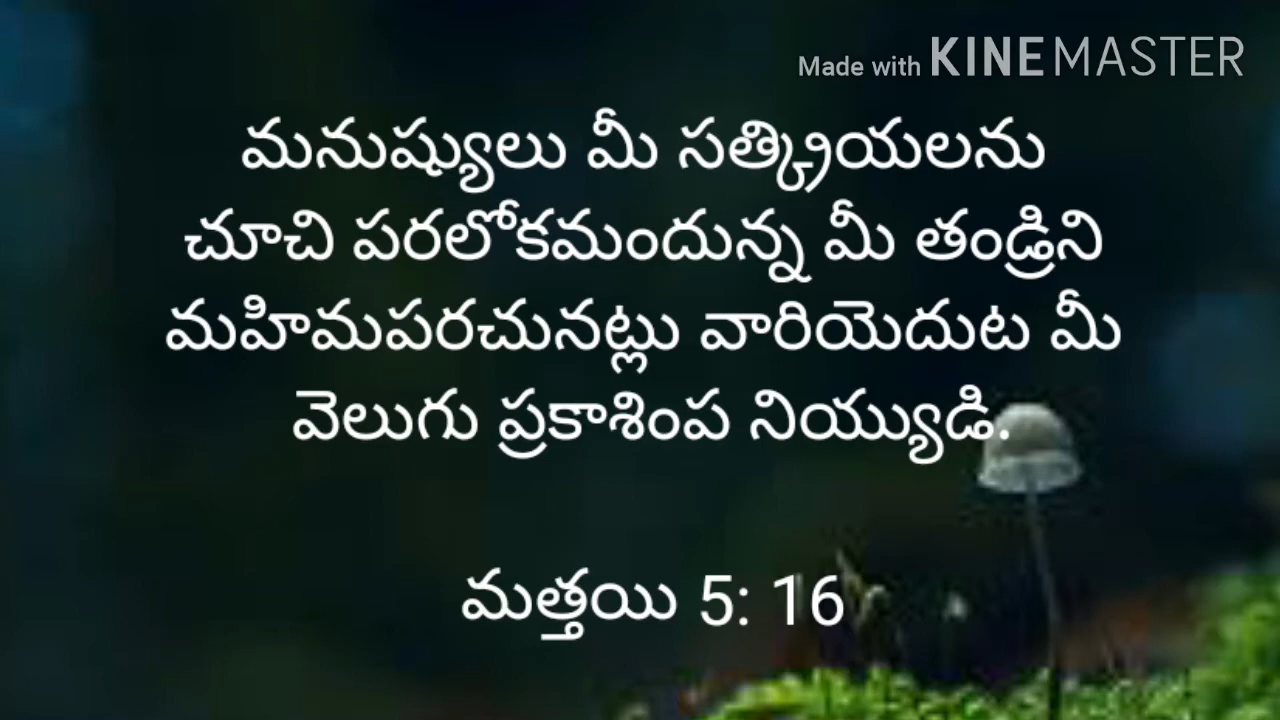 Made with KINEMASTER
మనుష్యులు మీ సత్క్రియలను
చూచి పరలోకమందున్న మీ తండ్రిని
మహిమపరచునట్లు వారియెదుట మీ
వెలుగు ప్రకాశింప నియ్యుడి.
మత్తయి 5: 16